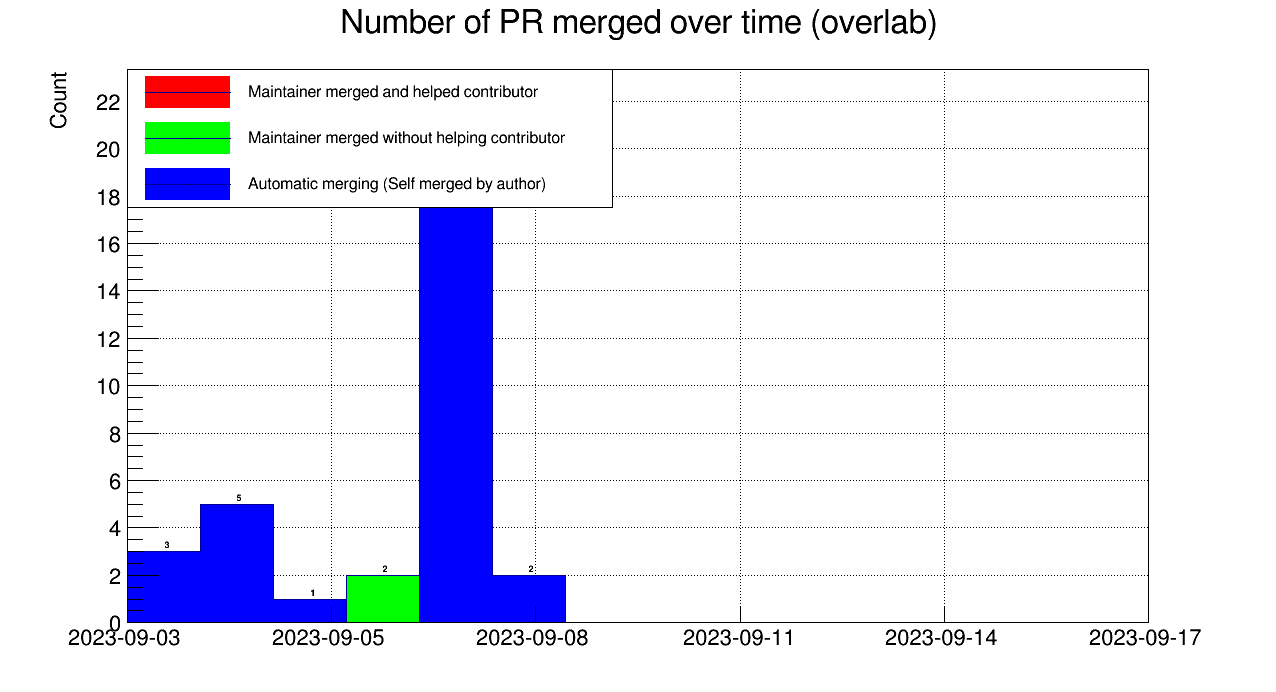 Number of PR merged over time (overlab)
Count
Maintainer merged and helped contributor
Maintainer merged without helping contributor
Automatic merging (Self merged by author)
22
20
18
16
14
12
10
8
6
4
2
0
3
5
1
2
2
2023-09-03 2023-09-05 2023-09-08 2023-09-11 2023-09-14 2023-09-17